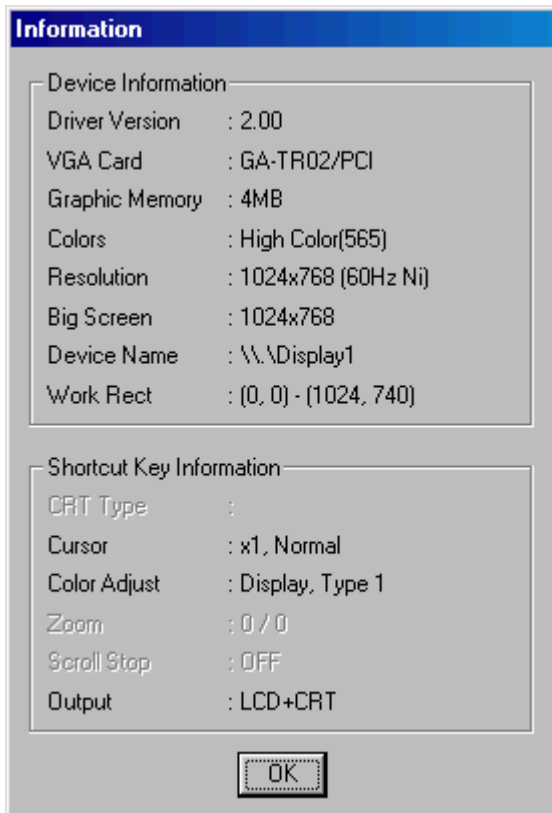 Information
Device Information
Driver Version : 2.00
VGA Card : GA-TR02/PCI
Graphic Memory : 4MB
Colors : High Color(565)
Resolution : 1024x768 (60Hz Ni)
Big Screen : 1024x768
Device Name : \\.\Display1
Work Rect : (0, 0) - (1024, 740)
Shortcut Key Information
CRT Type :
Cursor : x1, Normal
Color Adjust : Display, Type 1
Zoom : 0 / 0
Scroll Stop : OFF
Output : LCD+CRT
OK